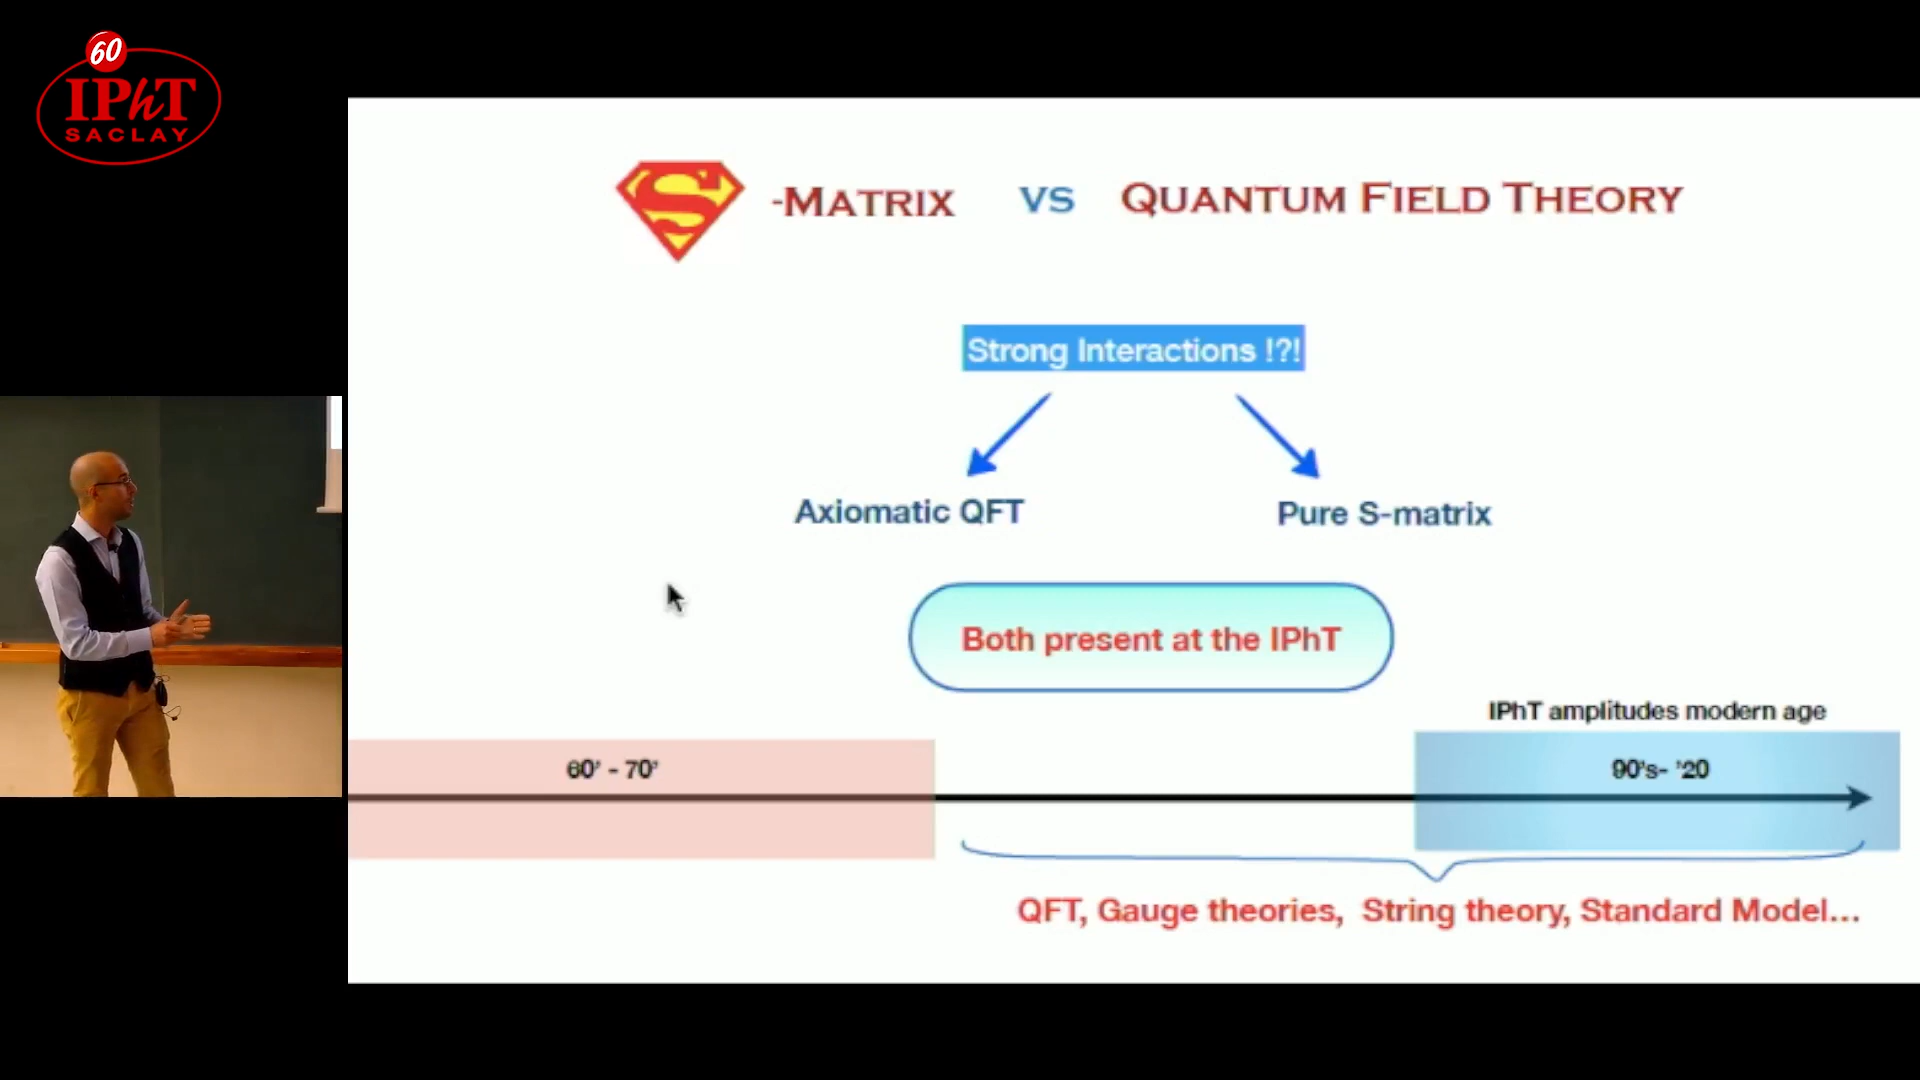 60
IPhT
SACLAY
S -MATRIX VS QUANTUM FIELD THEORY
Strong Interactions !?!
Axiomatic QFT
Pure S-matrix
Both present at the IPhT
IPhT amplitudes modern age
60' - 70'
90's- '20
QFT, Gauge theories, String theory, Standard Model...